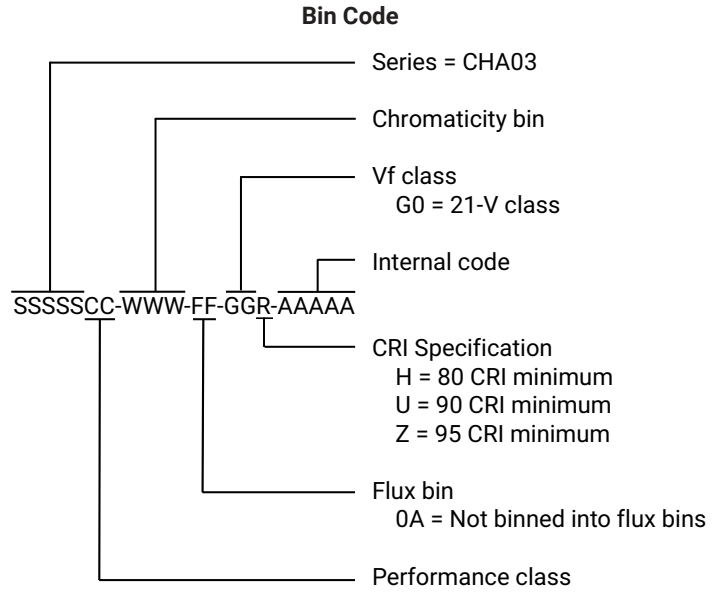 Bin Code
Series = CHA03
Chromaticity bin
Vf class
G0 = 21-V class
Internal code
SSSSSCC-WWW-FF-GGR-AAAAA
CRI Specification
H = 80 CRI minimum
U = 90 CRI minimum
Z = 95 CRI minimum
Flux bin
0A = Not binned into flux bins
Performance class